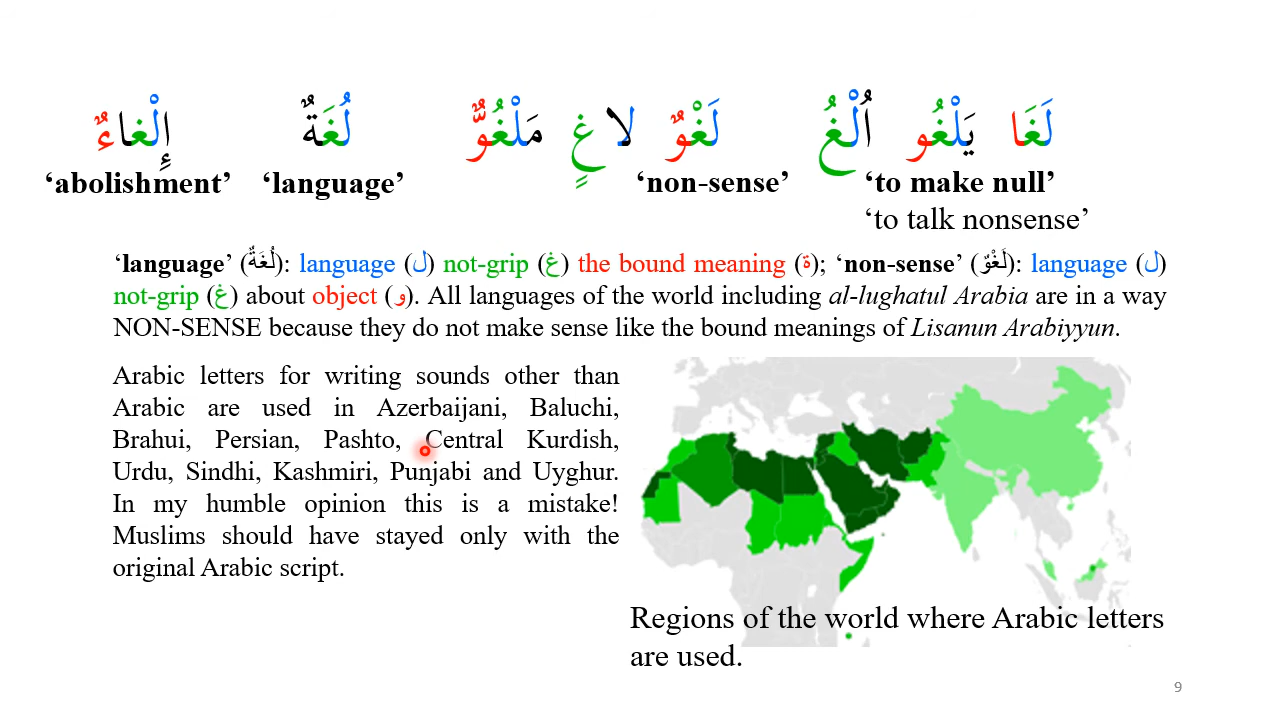 لَغَا يَلْغُو اُلْغُ لَغْوٌ لاغٍ مَلْغُوٌّ لُغَةٌ إِلْغاءٌ
‘abolishment’ ‘language’ ‘non-sense’ ‘to make null’
‘to talk nonsense’
‘language’ (لُغَةٌ): language (ل) not-grip (غ) the bound meaning (ة); ‘non-sense’ (لَغْوٌ): language (ل)
not-grip (غ) about object (و). All languages of the world including al-lughatul Arabia are in a way
NON-SENSE because they do not make sense like the bound meanings of Lisanun Arabiyyun.
Arabic letters for writing sounds other than
Arabic are used in Azerbaijani, Baluchi,
Brahui, Persian, Pashto, Central Kurdish,
Urdu, Sindhi, Kashmiri, Punjabi and Uyghur.
In my humble opinion this is a mistake!
Muslims should have stayed only with the
original Arabic script.
Regions of the world where Arabic letters
are used.
9